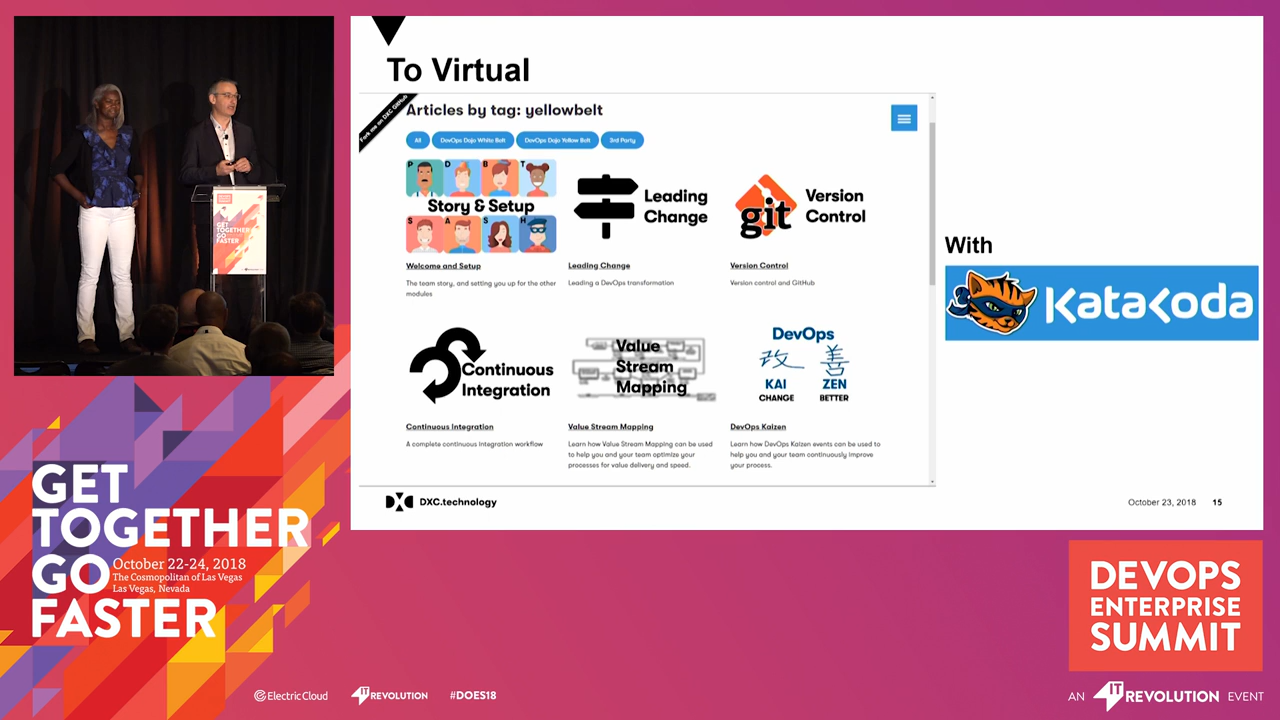 GET
TOGETHER
GO
FASTER
To Virtual
Fork me on DXC GitHub
Articles by tag: yellowbelt
All
DevOps Dojo White Belt
DevOps Dojo Yellow Belt
3rd Party
P D B T
Story & Setup
S A S H
Leading
Change
git
Version
Control
Welcome and Setup
The team story, and setting you up for the other
modules
Leading Change
Leading a DevOps transformation
Version Control
Version control and GitHub
Continuous
Integration
Value
Stream
Mapping
DevOps
改 善
KAI ZEN
CHANGE BETTER
Continuous Integration
A complete continuous integration workflow
Value Stream Mapping
Learn how Value Stream Mapping can be used
to help you and your team optimize your
processes for value delivery and speed.
DevOps Kaizen
Learn how DevOps Kaizen events can be used to
help you and your team continuously improve
your process.
With
KataKoda
DXC.technology
October 23, 2018 15
GET
TOGETHER
GO
FASTER
October 22-24, 2018
The Cosmopolitan of Las Vegas
Las Vegas, Nevada
DEVOPS
ENTERPRISE
SUMMIT
Electric Cloud
IT REVOLUTION
#DOES18
AN IT REVOLUTION EVENT